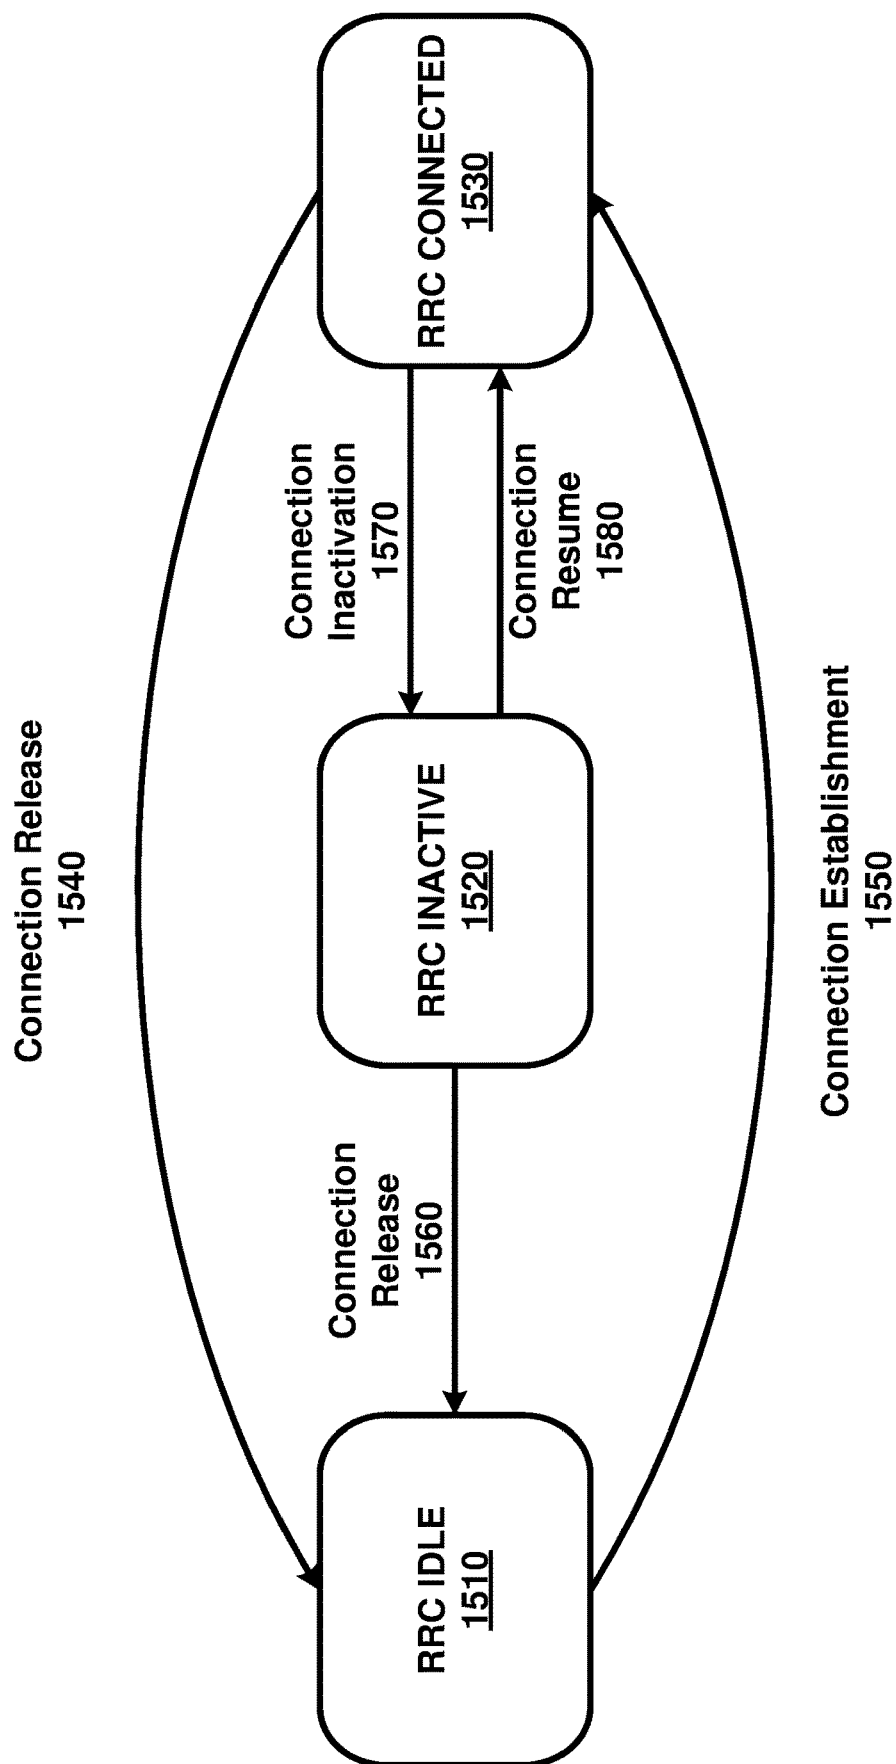 Connection Release
1540
Connection
Inactivation
1570
RRC IDLE
1510
Connection
Release
1560
RRC INACTIVE
1520
RRC CONNECTED
1530
Connection
Resume
1580
Connection Establishment
1550